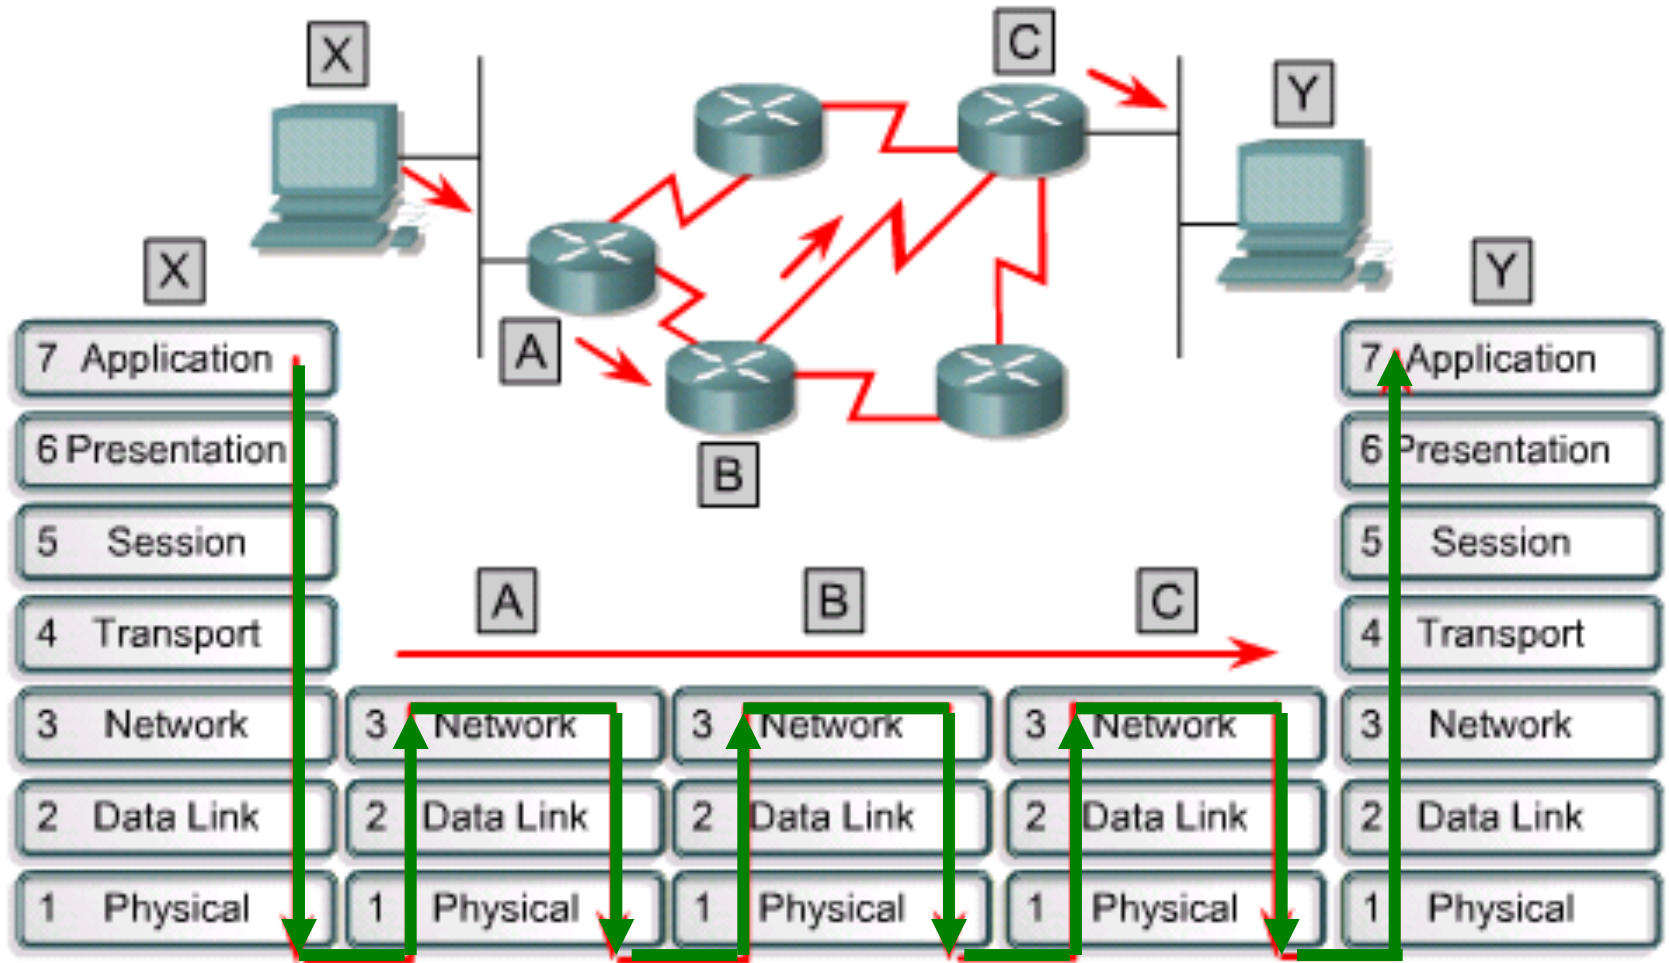 X
C
Y
X
Y
A
B
7 Application
6 Presentation
5 Session
4 Transport
3 Network
2 Data Link
1 Physical
A
B
C
3 Network
2 Data Link
1 Physical
3 Network
2 Data Link
1 Physical
3 Network
2 Data Link
1 Physical
7 Application
6 Presentation
5 Session
4 Transport
3 Network
2 Data Link
1 Physical